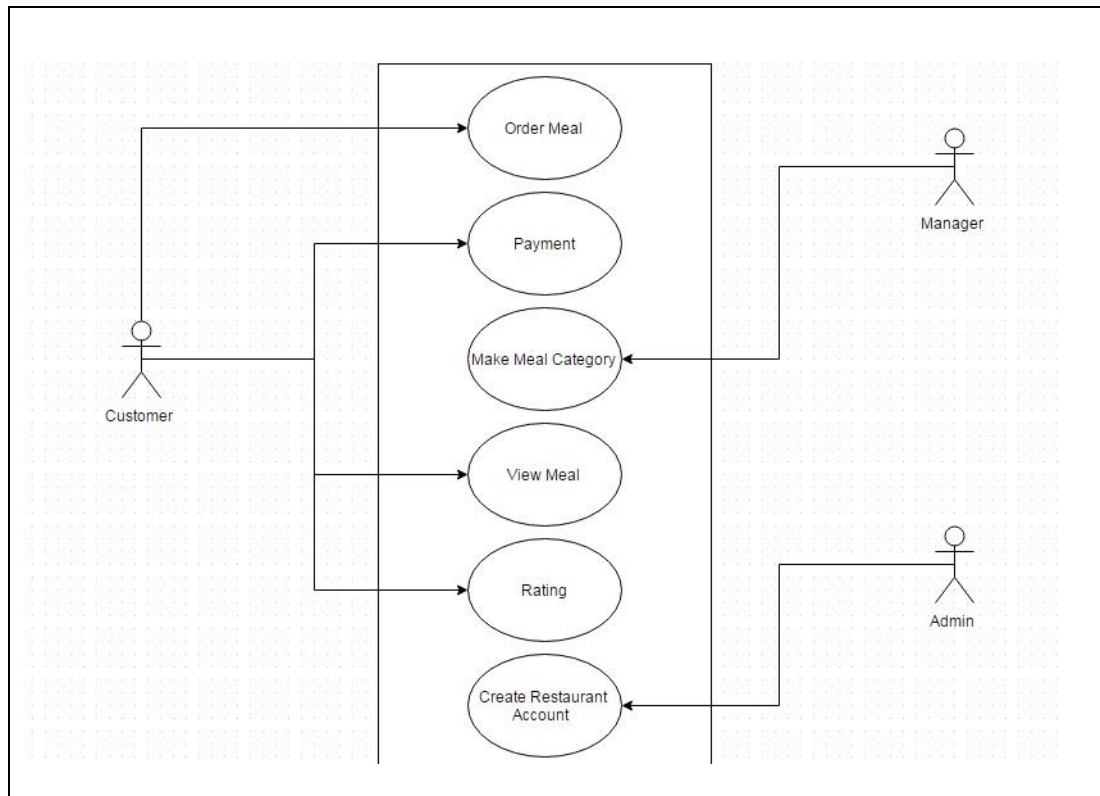 Order Meal
Manager
Payment
Make Meal Category
Customer
View Meal
Rating
Admin
Create Restaurant
Account